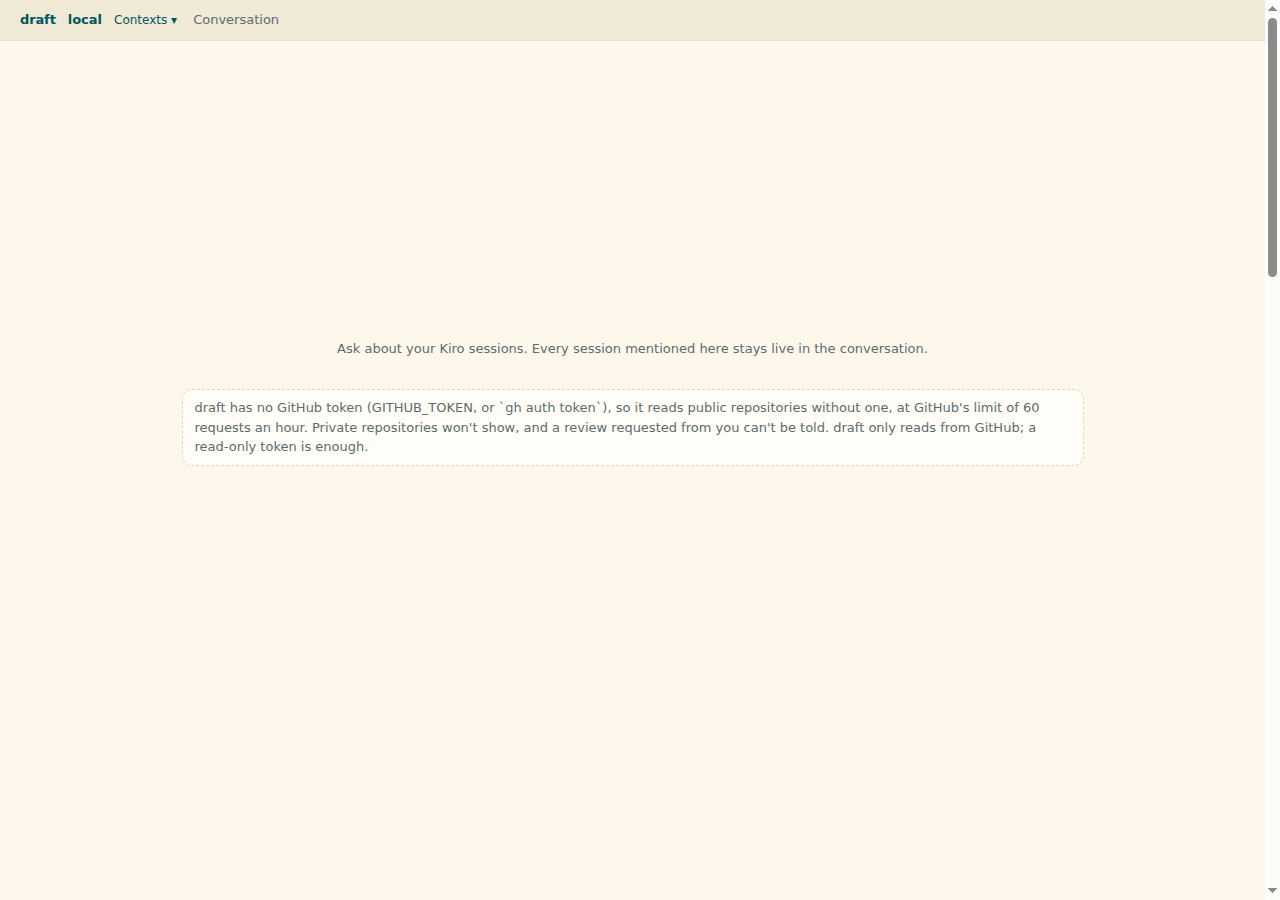 draft local Contexts ▾ Conversation
Ask about your Kiro sessions. Every session mentioned here stays live in the conversation.
draft has no GitHub token (GITHUB_TOKEN, or `gh auth token`), so it reads public repositories without one, at GitHub's limit of 60
requests an hour. Private repositories won't show, and a review requested from you can't be told. draft only reads from GitHub; a
read-only token is enough.